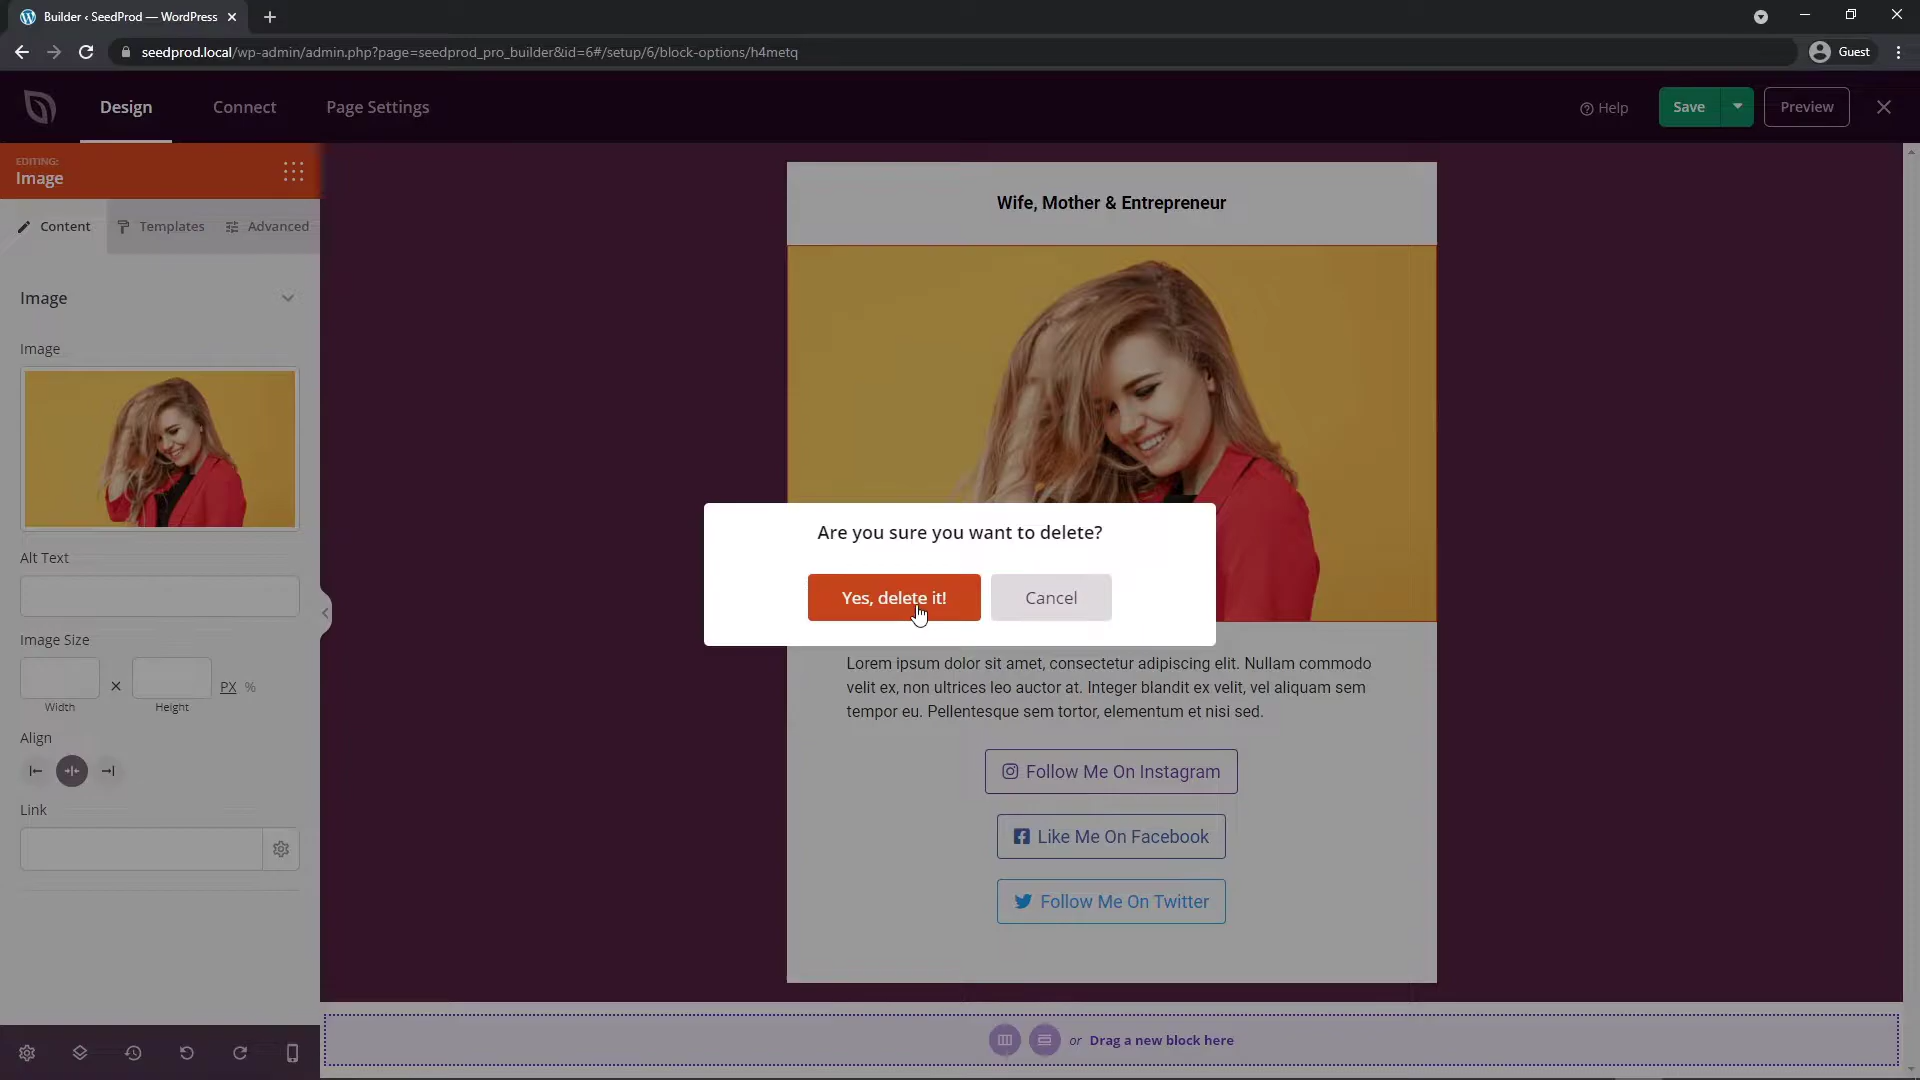 Builder ‹ SeedProd — WordPress
seedprod.local/wp-admin/admin.php?page=seedprod_pro_builder&id=6#/setup/6/block-options/h4metq
Guest
Design
Connect
Page Settings
Help
Save
Preview
EDITING:
Image
Content
Templates
Advanced
Image
Image
Alt Text
Image Size
PX %
Width
Height
Align
Link
Wife, Mother & Entrepreneur
Are you sure you want to delete?
Yes, delete it!
Cancel
Lorem ipsum dolor sit amet, consectetur adipiscing elit. Nullam commodo
velit ex, non ultrices leo auctor at. Integer blandit ex velit, vel aliquam sem
tempor eu. Pellentesque sem tortor, elementum et nisi sed.
Follow Me On Instagram
Like Me On Facebook
Follow Me On Twitter
or Drag a new block here